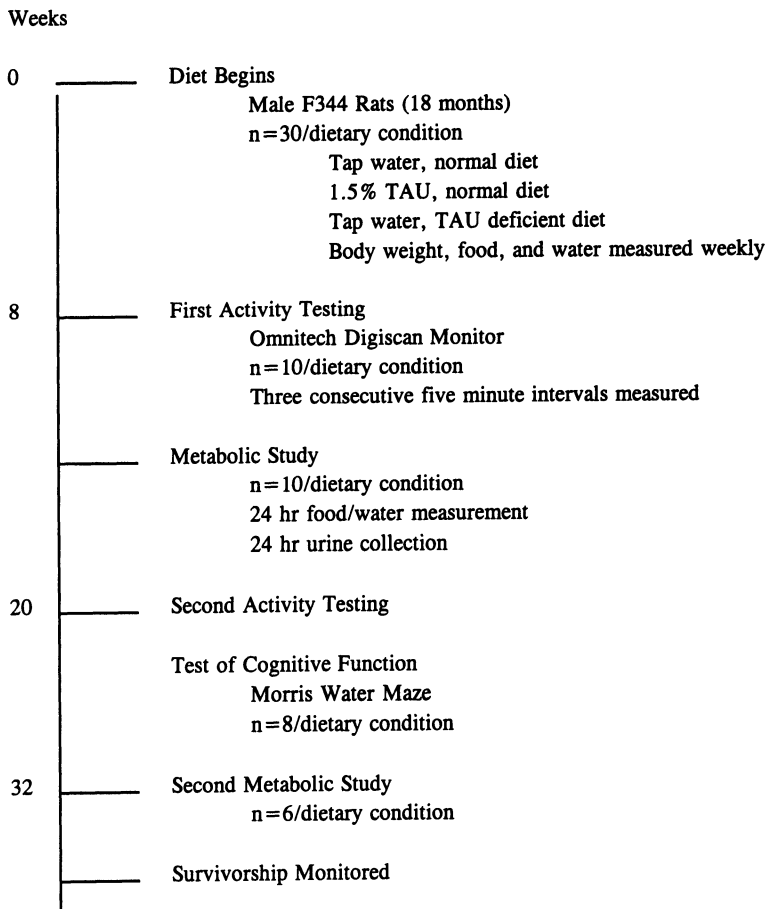 Weeks
0 Diet Begins
Male F344 Rats (18 months)
n=30/dietary condition
Tap water, normal diet
1.5% TAU, normal diet
Tap water, TAU deficient diet
Body weight, food, and water measured weekly
8 First Activity Testing
Omnitech Digiscan Monitor
n=10/dietary condition
Three consecutive five minute intervals measured
Metabolic Study
n=10/dietary condition
24 hr food/water measurement
24 hr urine collection
20 Second Activity Testing
Test of Cognitive Function
Morris Water Maze
n=8/dietary condition
32 Second Metabolic Study
n=6/dietary condition
Survivorship Monitored